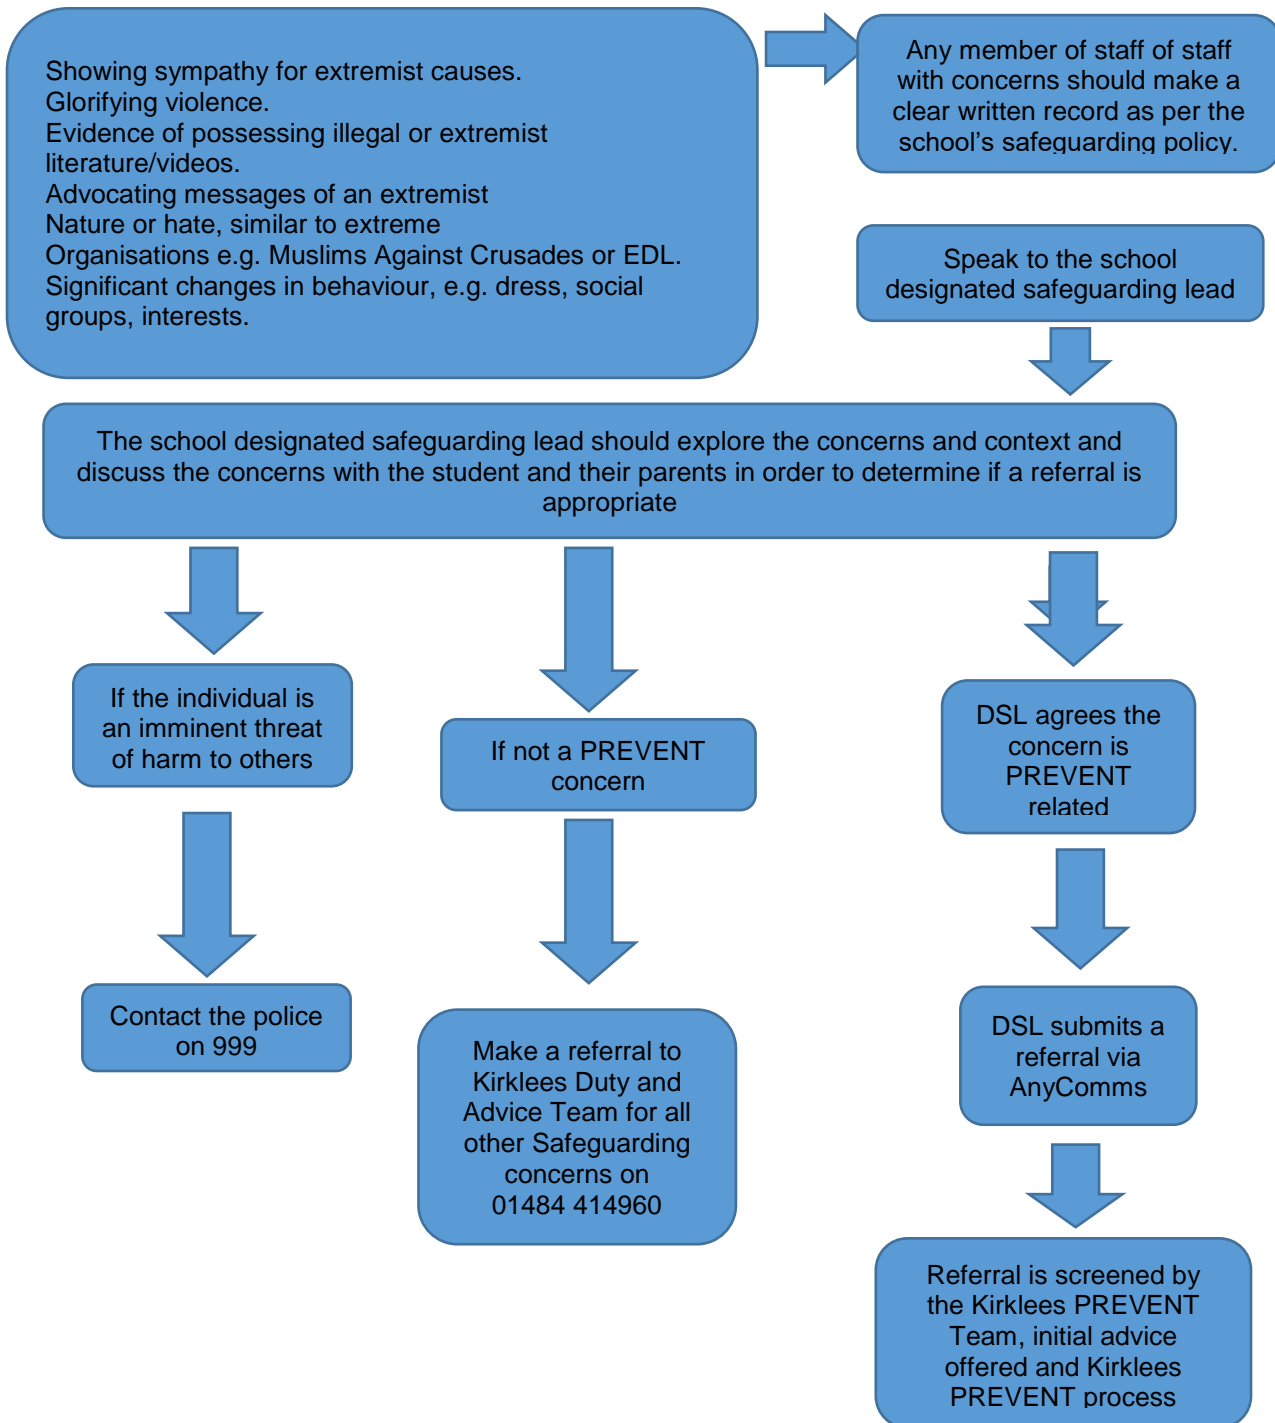 Showing sympathy for extremist causes.
Glorifying violence.
Evidence of possessing illegal or extremist
literature/videos.
Advocating messages of an extremist
Nature or hate, similar to extreme
Organisations e.g. Muslims Against Crusades or EDL.
Significant changes in behaviour, e.g. dress, social
groups, interests.
Any member of staff of staff
with concerns should make a
clear written record as per the
school’s safeguarding policy.
Speak to the school
designated safeguarding lead
The school designated safeguarding lead should explore the concerns and context and
discuss the concerns with the student and their parents in order to determine if a referral is
appropriate
If the individual is
an imminent threat
of harm to others
Contact the police
on 999
If not a PREVENT
concern
Make a referral to
Kirklees Duty and
Advice Team for all
other Safeguarding
concerns on
01484 414960
DSL agrees the
concern is
PREVENT
related
DSL submits a
referral via
AnyComms
Referral is screened by
the Kirklees PREVENT
Team, initial advice
offered and Kirklees
PREVENT process